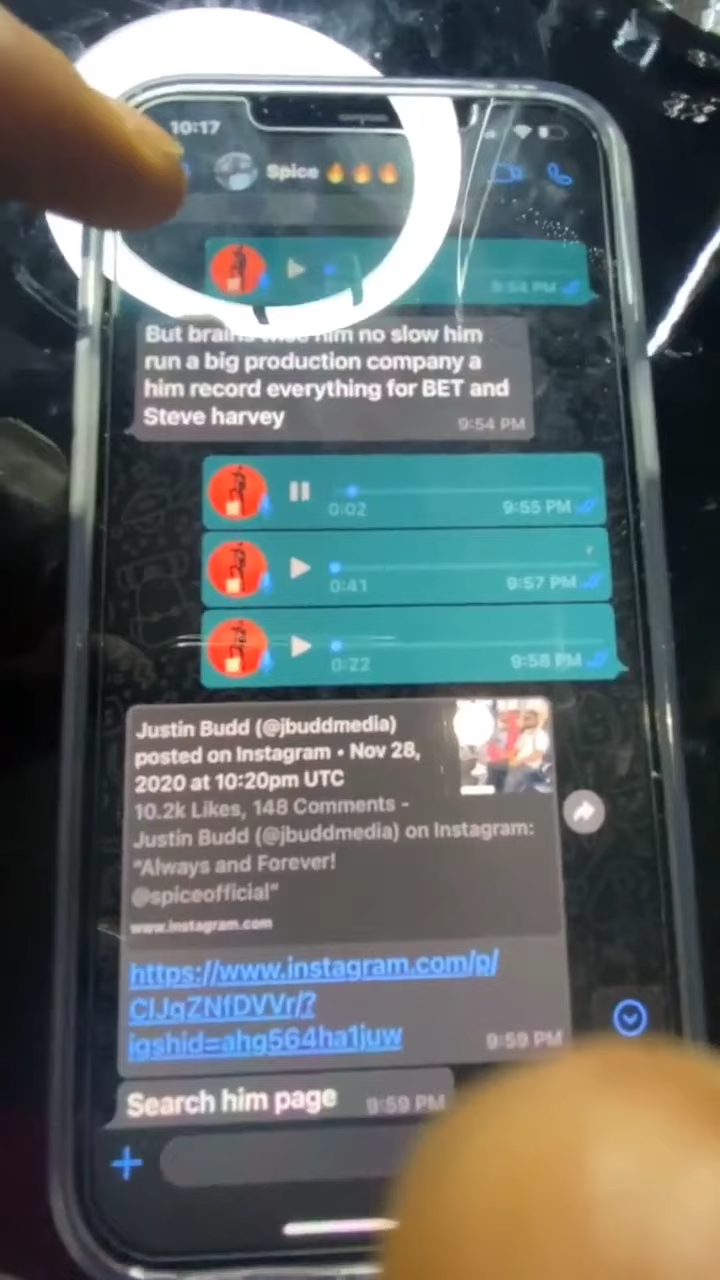 10:17
Spice 🔥🔥🔥
9:54 PM
But brains wise him no slow him
run a big production company a
him record everything for BET and
Steve harvey
9:54 PM
0:02
9:55 PM
0:41
9:57 PM
0:22
9:58 PM
Justin Budd (@jbuddmedia)
posted on Instagram • Nov 28,
2020 at 10:20pm UTC
10.2k Likes, 148 Comments -
Justin Budd (@jbuddmedia) on Instagram:
"Always and Forever!
@spiceofficial"
www.instagram.com
https://www.instagram.com/p/
CIJqZNfDVVr/?
igshid=ahg564ha1juw
9:59 PM
Search him page
9:59 PM